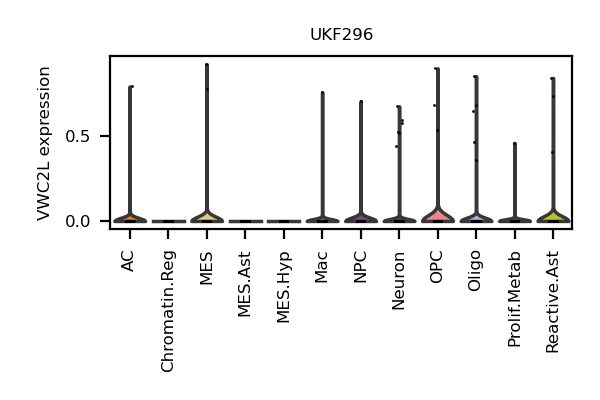 UKF296
VWC2L expression
0.5
0.0
AC
Chromatin.Reg
MES
MES.Ast
MES.Hyp
Mac
NPC
Neuron
OPC
Oligo
Prolif.Metab
Reactive.Ast